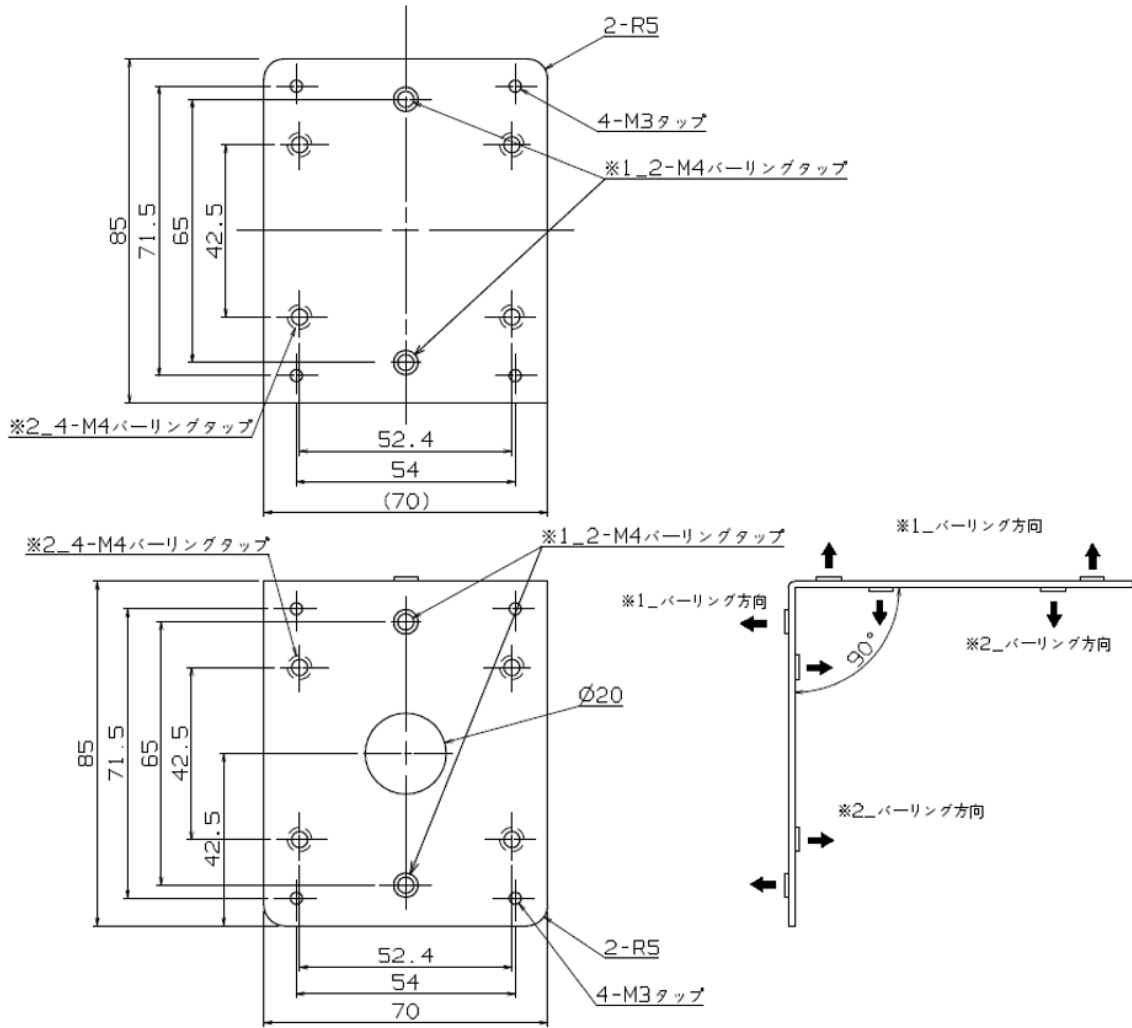 2-R5
4-M3タップ
※1_2-M4バーリングタップ
85
71.5
65
42.5
※2_4-M4バーリングタップ
52.4
54
(70)
※2_4-M4バーリングタップ
※1_2-M4バーリングタップ
85
71.5
65
42.5
42.5
Ø20
52.4
54
70
2-R5
4-M3タップ
※1_バーリング方向
※1_バーリング方向
90°
※2_バーリング方向
※2_バーリング方向